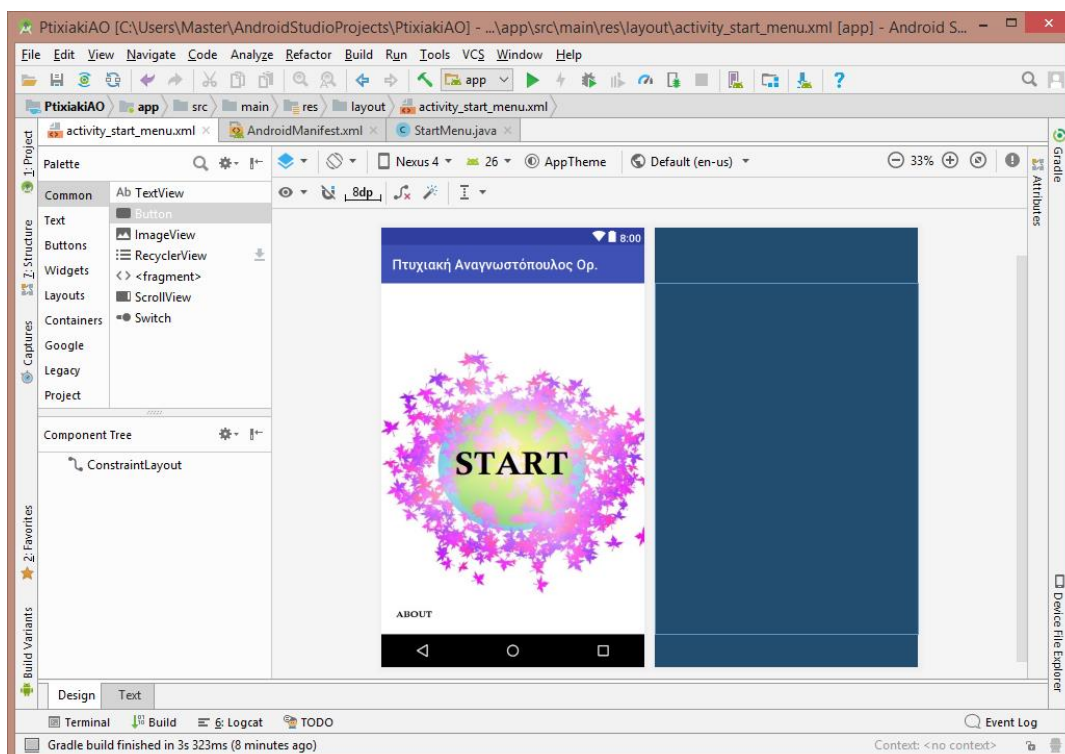 PtixiakiAO [C:\Users\Master\AndroidStudioProjects\PtixiakiAO] - ...\app\src\main\res\layout\activity_start_menu.xml [app] - Android S...
File Edit View Navigate Code Analyze Refactor Build Run Tools VCS Window Help
app
PtixiakiAO app src main res layout activity_start_menu.xml
activity_start_menu.xml AndroidManifest.xml StartMenu.java
1: Project
7: Structure
Captures
2: Favorites
Build Variants
Palette
Common
Text
Buttons
Widgets
Layouts
Containers
Google
Legacy
Project
Ab TextView
Button
ImageView
RecyclerView
<fragment>
ScrollView
Switch
Component Tree
ConstraintLayout
Nexus 4 26 AppTheme Default (en-us) 33%
8dp
8:00
Πτυχιακή Αναγνωστόπουλος Ορ.
START
ABOUT
Gradle
Attributes
Device File Explorer
Design Text
Terminal Build 6: Logcat TODO Event Log
Gradle build finished in 3s 323ms (8 minutes ago) Context: <no context>